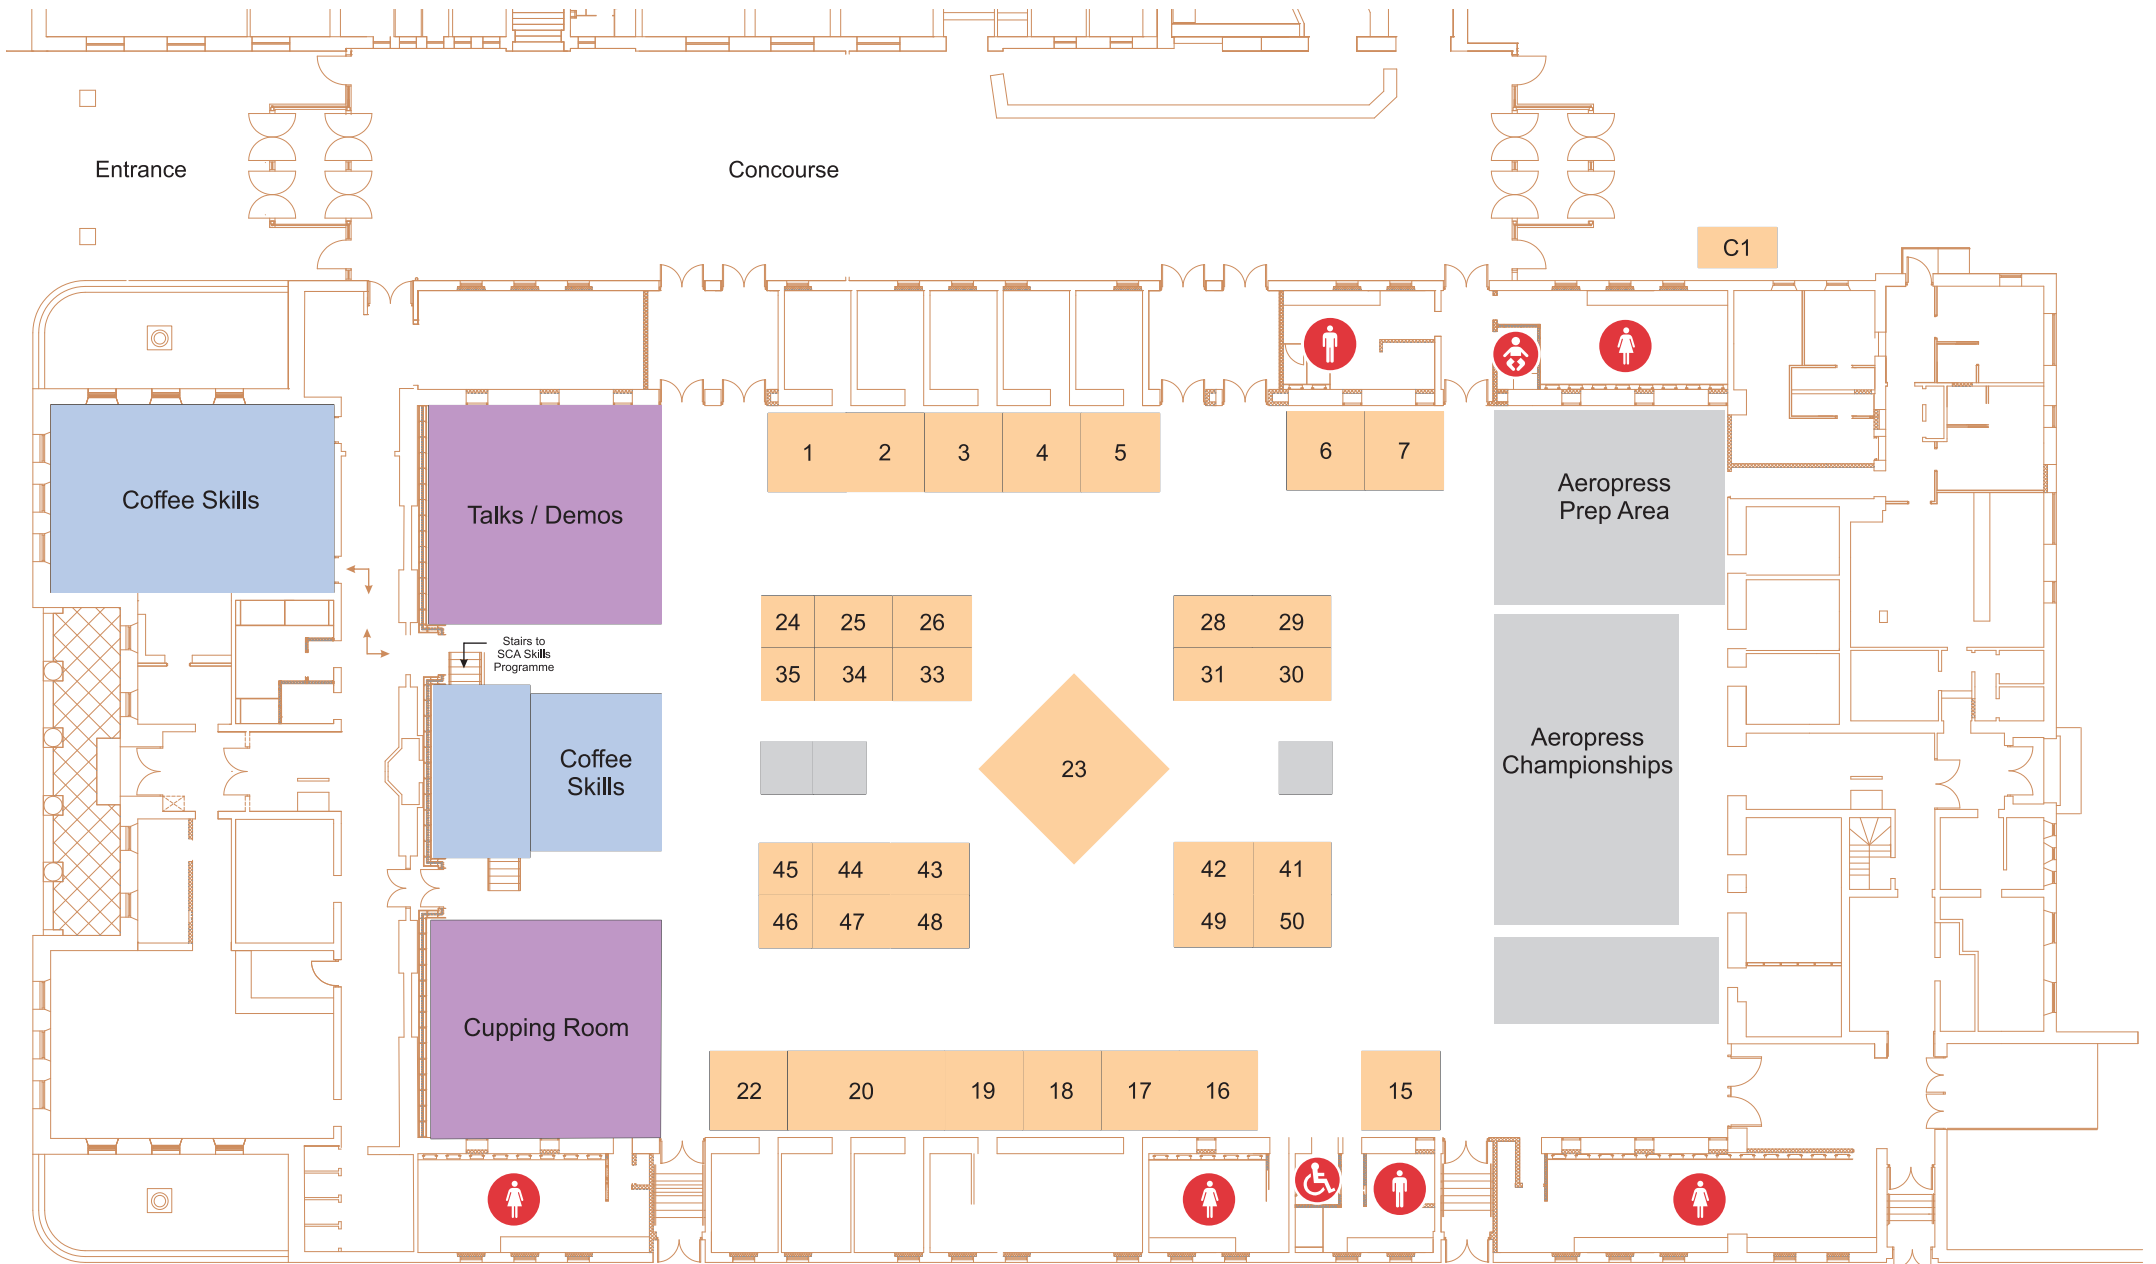 Entrance
Concourse
C1
1
2
3
4
5
6
7
Coffee Skills
Talks / Demos
Aeropress
Prep Area
24
25
26
28
29
Stairs to
SCA Skills
Programme
35
34
33
31
30
Coffee
Skills
23
Aeropress
Championships
45
44
43
42
41
46
47
48
49
50
Cupping Room
22
20
19
18
17
16
15